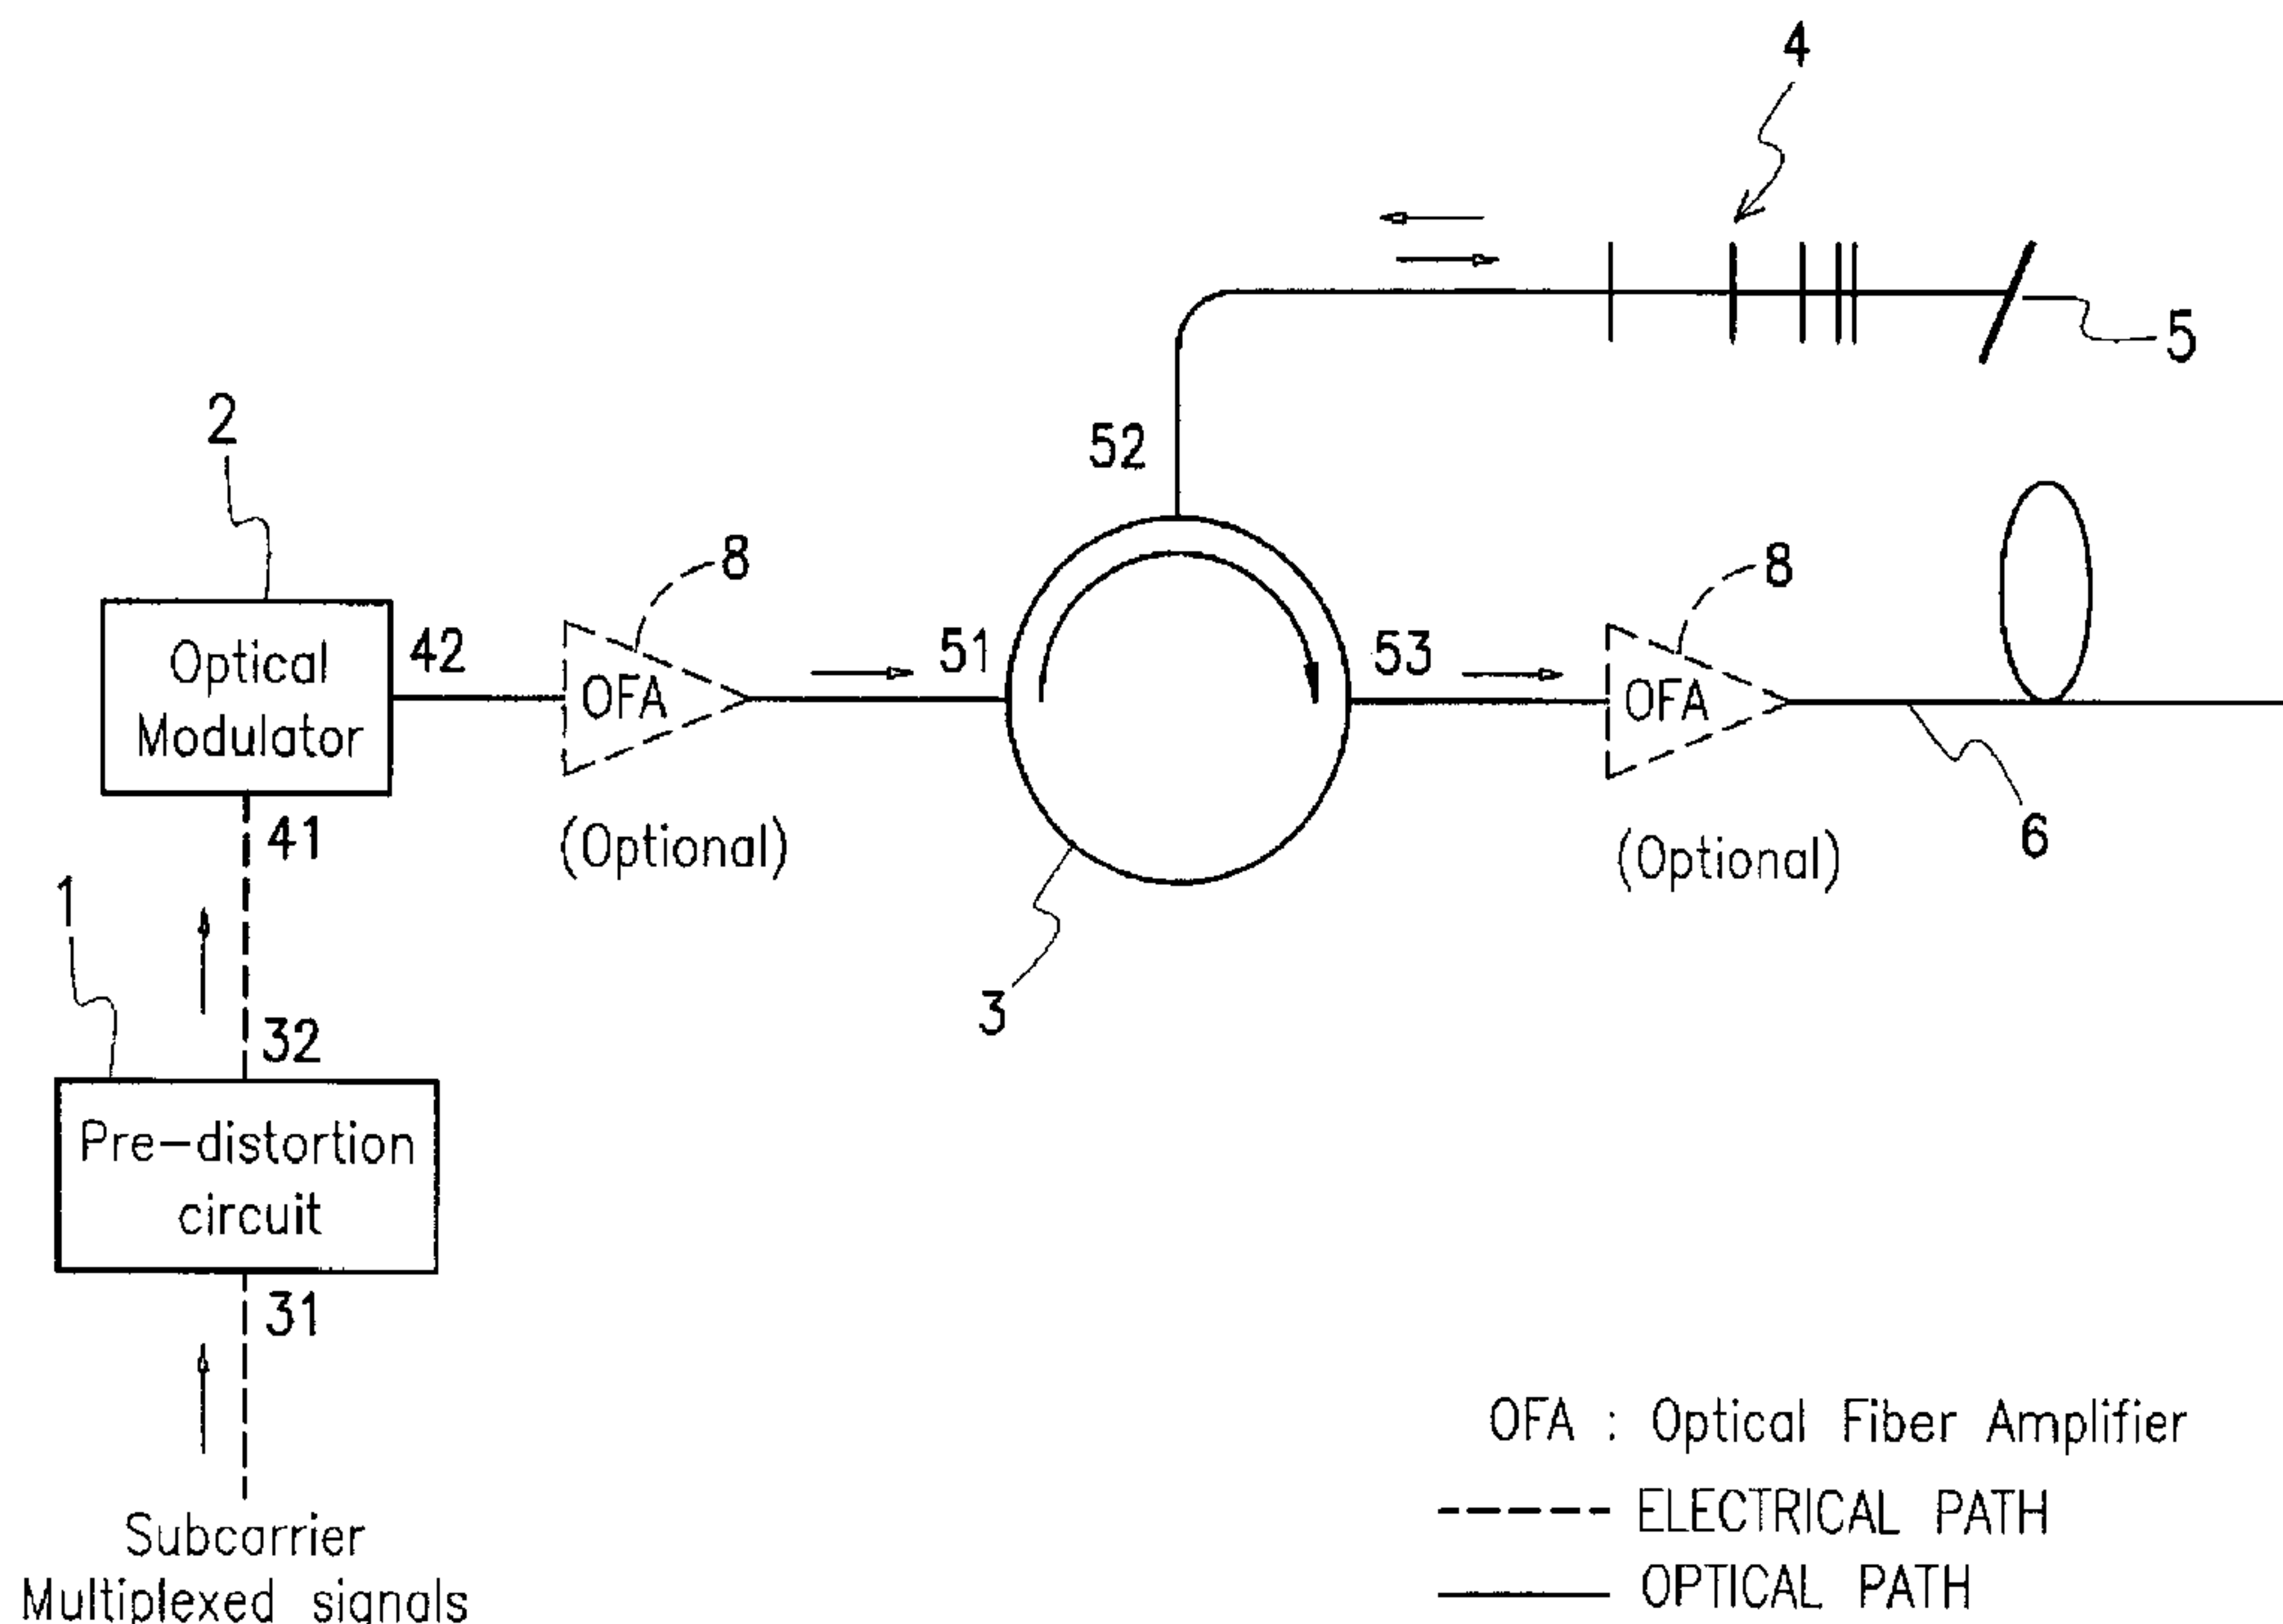 4
5
2
52
8
8
Optical
Modulator
42
OFA
51
53
OFA
41
(Optional)
(Optional)
6
1
3
32
Pre-distortion
circuit
31
OFA : Optical Fiber Amplifier
ELECTRICAL PATH
OPTICAL PATH
Subcarrier
Multiplexed signals